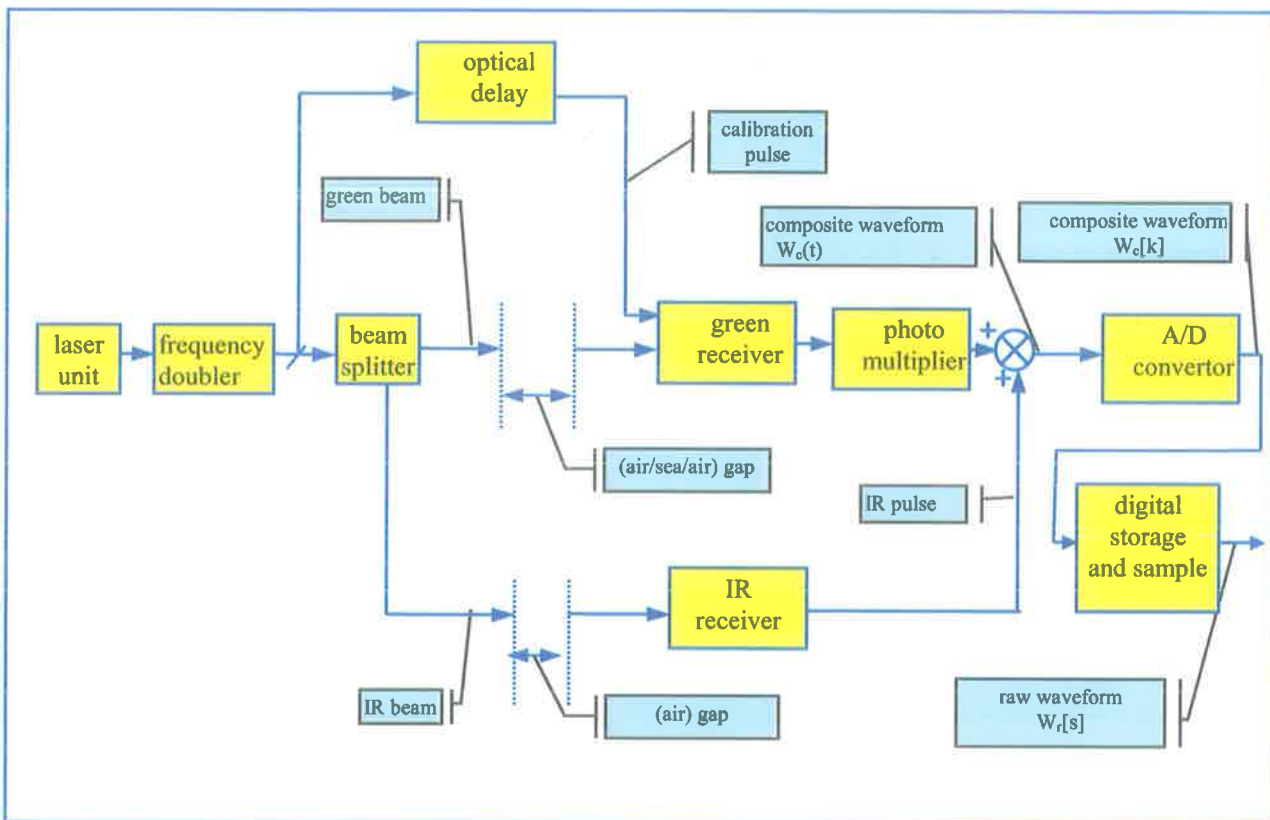 optical
delay
calibration
pulse
green beam
composite waveform
Wc(t)
composite waveform
Wc[k]
laser
unit
frequency
doubler
beam
splitter
green
receiver
photo
multiplier
+
+
A/D
convertor
(air/sea/air) gap
IR pulse
digital
storage
and sample
IR
receiver
IR beam
(air) gap
raw waveform
Wr[s]